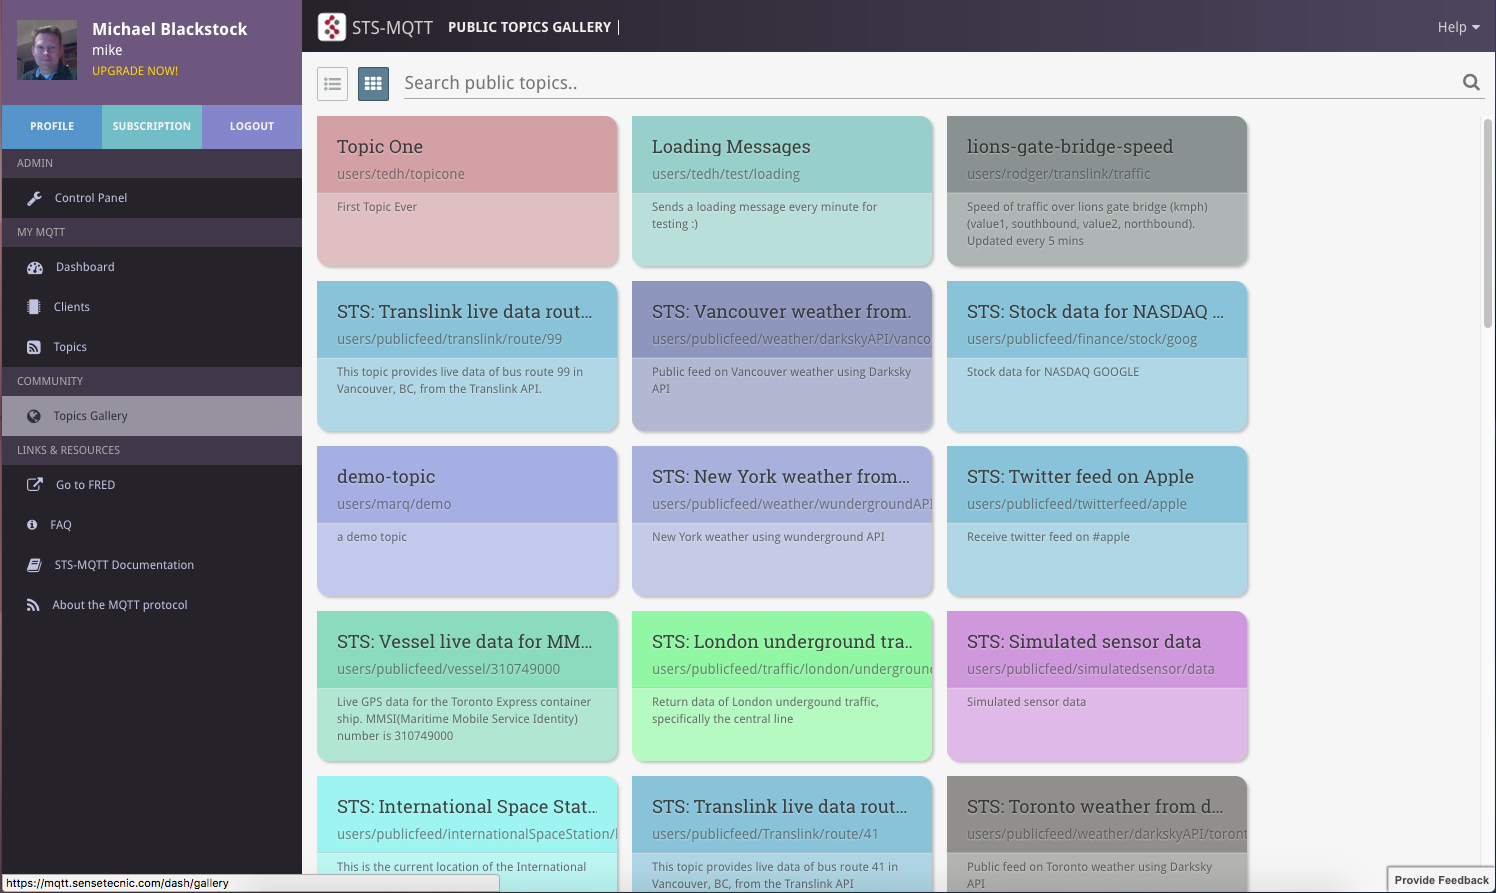 Michael Blackstock
mike
UPGRADE NOW!
PROFILE
SUBSCRIPTION
LOGOUT
ADMIN
Control Panel
MY MQTT
Dashboard
Clients
Topics
COMMUNITY
Topics Gallery
LINKS & RESOURCES
Go to FRED
FAQ
STS-MQTT Documentation
About the MQTT protocol
https://mqtt.sensetecnic.com/dash/gallery
STS-MQTT PUBLIC TOPICS GALLERY |
Help
Search public topics..
Topic One
users/tedh/topicone
First Topic Ever
Loading Messages
users/tedh/test/loading
Sends a loading message every minute for
testing :)
lions-gate-bridge-speed
users/rodger/translink/traffic
Speed of traffic over lions gate bridge (kmph)
(value1, southbound, value2, northbound).
Updated every 5 mins
STS: Translink live data rout...
users/publicfeed/translink/route/99
This topic provides live data of bus route 99 in
Vancouver, BC, from the Translink API.
STS: Vancouver weather from.
users/publicfeed/weather/darkskyAPI/vanco
Public feed on Vancouver weather using Darksky
API
STS: Stock data for NASDAQ ...
users/publicfeed/finance/stock/goog
Stock data for NASDAQ GOOGLE
demo-topic
users/marq/demo
a demo topic
STS: New York weather from...
users/publicfeed/weather/wundergroundAPI
New York weather using wunderground API
STS: Twitter feed on Apple
users/publicfeed/twitterfeed/apple
Receive twitter feed on #apple
STS: Vessel live data for MM...
users/publicfeed/vessel/310749000
Live GPS data for the Toronto Express container
ship. MMSI(Maritime Mobile Service Identity)
number is 310749000
STS: London underground tra..
users/publicfeed/traffic/london/underground
Return data of London undergound traffic,
specifically the central line
STS: Simulated sensor data
users/publicfeed/simulatedsensor/data
Simulated sensor data
STS: International Space Stat..
users/publicfeed/internationalSpaceStation/l
This is the current location of the International
STS: Translink live data rout...
users/publicfeed/Translink/route/41
This topic provides live data of bus route 41 in
Vancouver, BC, from the Translink API
STS: Toronto weather from d...
users/publicfeed/weather/darkskyAPI/toront
Public feed on Toronto weather using Darksky
API
Provide Feedback